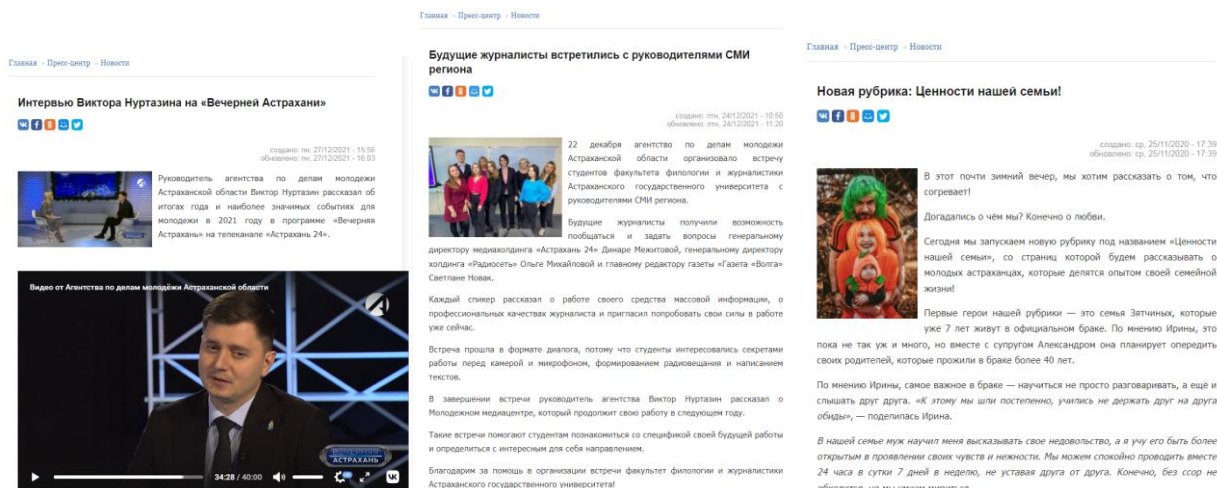 Главная » Пресс-центр » Новости
Интервью Виктора Нуртазина на «Вечерней Астрахани»
создано: пн, 27/12/2021 - 15:56
обновлено: пн, 27/12/2021 - 16:03
Руководитель агентства по делам молодежи
Астраханской области Виктор Нуртазин рассказал об
итогах года и наиболее значимых событиях для
молодежи в 2021 году в программе «Вечерняя
Астрахань» на телеканале «Астрахань 24».
Видео от Агентства по делам молодёжи Астраханской области
ВЕЧЕРНЯЯ
АСТРАХАНЬ
34:28 / 40:00
Главная » Пресс-центр » Новости
Будущие журналисты встретились с руководителями СМИ
региона
создано: птн, 24/12/2021 - 10:50
обновлено: птн, 24/12/2021 - 11:20
22 декабря агентство по делам молодежи
Астраханской области организовало встречу
студентов факультета филологии и журналистики
Астраханского государственного университета с
руководителями СМИ региона.
Будущие журналисты получили возможность
пообщаться и задать вопросы генеральному
директору медиахолдинга «Астрахань 24» Динаре Межитовой, генеральному директору
холдинга «Радиосеть» Ольге Михайловой и главному редактору газеты «Газета «Волга»
Светлане Новак.
Каждый спикер рассказал о работе своего средства массовой информации, о
профессиональных качествах журналиста и пригласил попробовать свои силы в работе
уже сейчас.
Встреча прошла в формате диалога, потому что студенты интересовались секретами
работы перед камерой и микрофоном, формированием радиовещания и написанием
текстов.
В завершении встречи руководитель агентства Виктор Нуртазин рассказал о
Молодежном медиацентре, который продолжит свою работу в следующем году.
Такие встречи помогают студентам познакомиться со спецификой своей будущей работы
и определиться с интересным для себя направлением.
Благодарим за помощь в организации встречи факультет филологии и журналистики
Астраханского государственного университета!
Главная » Пресс-центр » Новости
Новая рубрика: Ценности нашей семьи!
создано: ср, 25/11/2020 - 17:39
обновлено: ср, 25/11/2020 - 17:39
В этот почти зимний вечер, мы хотим рассказать о том, что
согревает!
Догадались о чём мы? Конечно о любви.
Сегодня мы запускаем новую рубрику под названием «Ценности
нашей семьи», со страниц которой будем рассказывать о
молодых астраханцах, которые делятся опытом своей семейной
жизни!
Первые герои нашей рубрики — это семья Зятчиных, которые
уже 7 лет живут в официальном браке. По мнению Ирины, это
пока не так уж и много, но вместе с супругом Александром она планирует опередить
своих родителей, которые прожили в браке более 40 лет.
По мнению Ирины, самое важное в браке — научиться не просто разговаривать, а ещё и
слышать друг друга. «К этому мы шли постепенно, учились не держать друг на друга
обиды», — поделилась Ирина.
В нашей семье муж научил меня высказывать свое недовольство, а я учу его быть более
открытым в проявлении своих чувств и нежности. Мы можем спокойно проводить вместе
24 часа в сутки 7 дней в неделю, не уставая друг от друга. Конечно, без ссор не